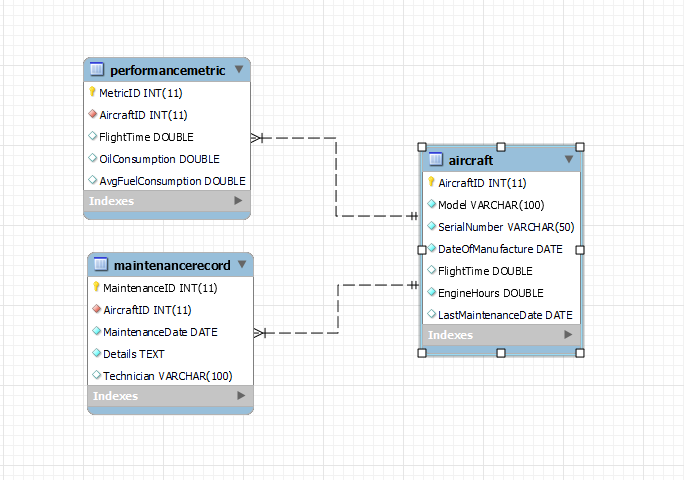 performancemetric
MetricID INT(11)
AircraftID INT(11)
FlightTime DOUBLE
OilConsumption DOUBLE
AvgFuelConsumption DOUBLE
Indexes
maintenancerecord
MaintenanceID INT(11)
AircraftID INT(11)
MaintenanceDate DATE
Details TEXT
Technician VARCHAR(100)
Indexes
aircraft
AircraftID INT(11)
Model VARCHAR(100)
SerialNumber VARCHAR(50)
DateOfManufacture DATE
FlightTime DOUBLE
EngineHours DOUBLE
LastMaintenanceDate DATE
Indexes